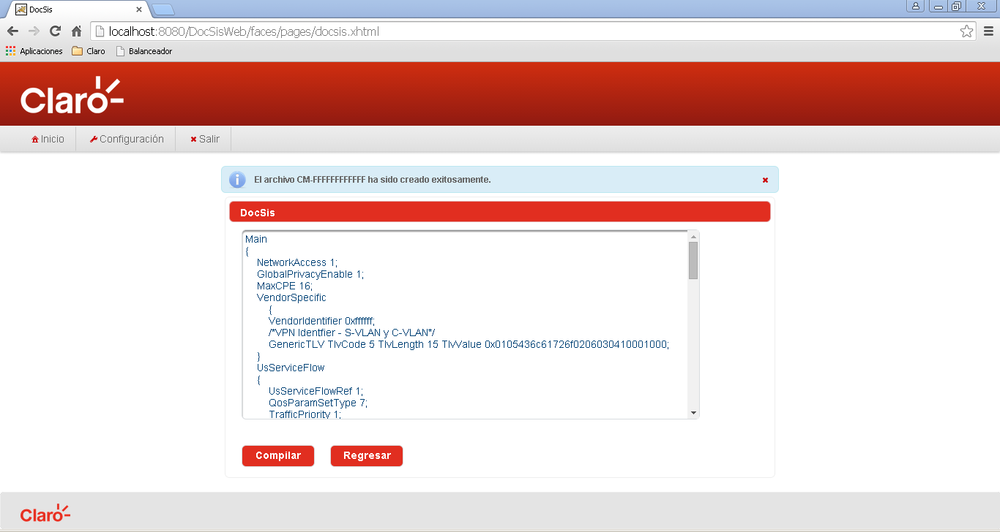 DocSis
localhost:8080/DocSisWeb/faces/pages/docsis.xhtml
Aplicaciones Claro Balanceador
Claro
Inicio Configuración Salir
El archivo CM-FFFFFFFFFFFF ha sido creado exitosamente.
DocSis
Main
{
NetworkAccess 1;
GlobalPrivacyEnable 1;
MaxCPE 16;
VendorSpecific
{
VendorIdentifier 0xffffff;
/*VPN Identfier - S-VLAN y C-VLAN*/
GenericTLV TlvCode 5 TlvLength 15 TlvValue 0x0105436c61726f0206030410001000;
}
UsServiceFlow
{
UsServiceFlowRef 1;
QosParamSetType 7;
TrafficPriority 1;
Compilar Regresar
Claro